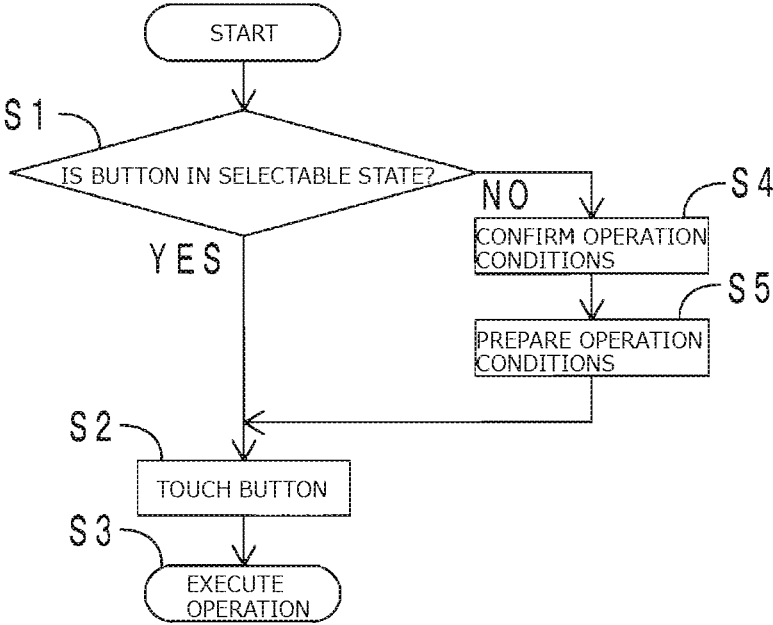 START
S1
IS BUTTON IN SELECTABLE STATE?
NO
S4
CONFIRM OPERATION
CONDITIONS
YES
S5
PREPARE OPERATION
CONDITIONS
S2
TOUCH BUTTON
S3
EXECUTE
OPERATION